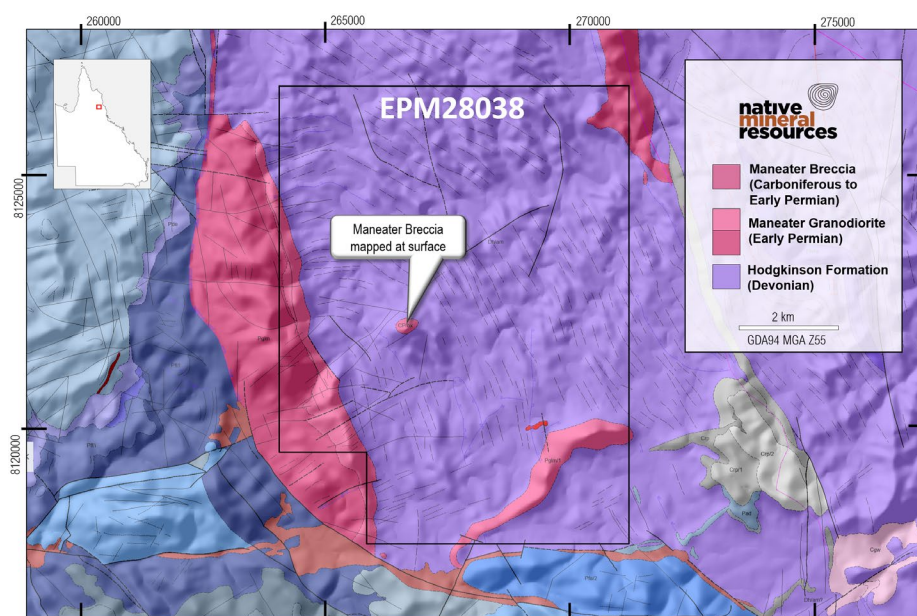 260000
265000
270000
275000
EPM28038
native
mineral
resources
Maneater Breccia
(Carboniferous to
Early Permian)
Maneater Granodiorite
(Early Permian)
Hodgkinson Formation
(Devonian)
2 km
GDA94 MGA Z55
Maneater Breccia
mapped at surface
8125000
8120000